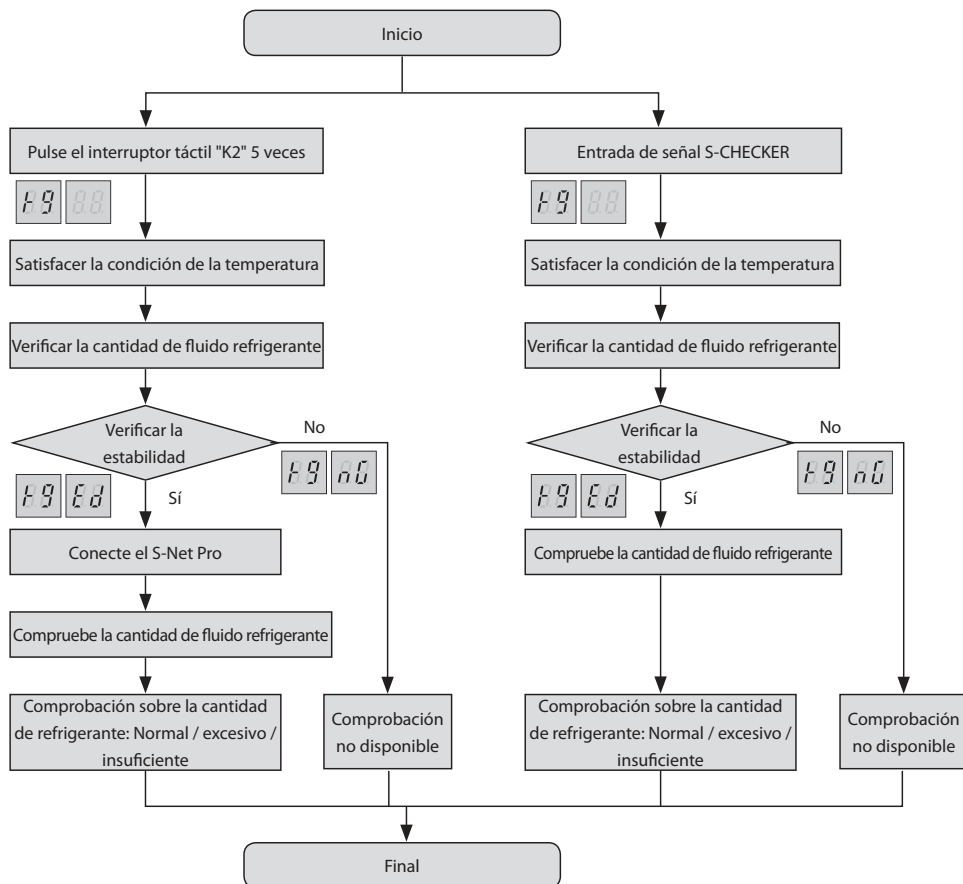 Inicio
Pulse el interruptor táctil "K2" 5 veces
Satisfacer la condición de la temperatura
Verificar la cantidad de fluido refrigerante
Verificar la
estabilidad
No
Sí
Conecte el S-Net Pro
Compruebe la cantidad de fluido refrigerante
Comprobación sobre la cantidad
de refrigerante: Normal / excesivo /
insuficiente
Comprobación
no disponible
Entrada de señal S-CHECKER
Satisfacer la condición de la temperatura
Verificar la cantidad de fluido refrigerante
Verificar la
estabilidad
No
Sí
Compruebe la cantidad de fluido refrigerante
Comprobación sobre la cantidad
de refrigerante: Normal / excesivo /
insuficiente
Comprobación
no disponible
Final